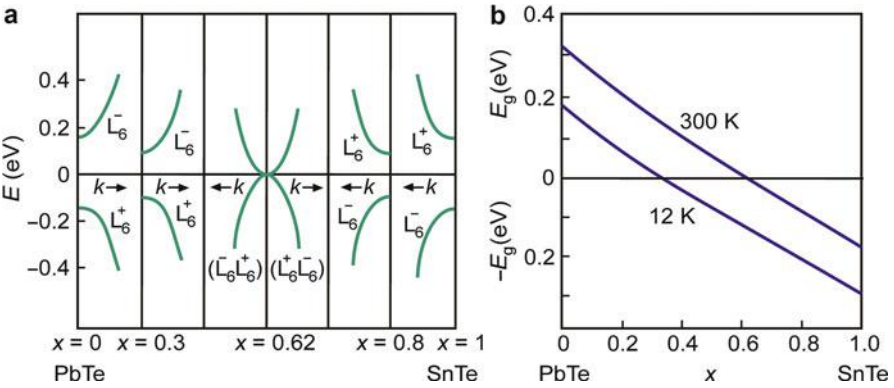 a
E (eV)
0.4
0.2
0
−0.2
−0.4
L₆⁻
L₆⁻
L₆⁺
L₆⁺
k→
k→
←k
k→
←k
←k
L₆⁺
L₆⁺
L₆⁻
L₆⁻
(L₆⁻L₆⁺)
(L₆⁺L₆⁻)
x = 0
x = 0.3
x = 0.62
x = 0.8
x = 1
PbTe
SnTe
b
E_g(eV)
−E_g(eV)
0.4
0.2
0
0.2
300 K
12 K
0
0.2
0.4
0.6
0.8
1.0
PbTe
x
SnTe